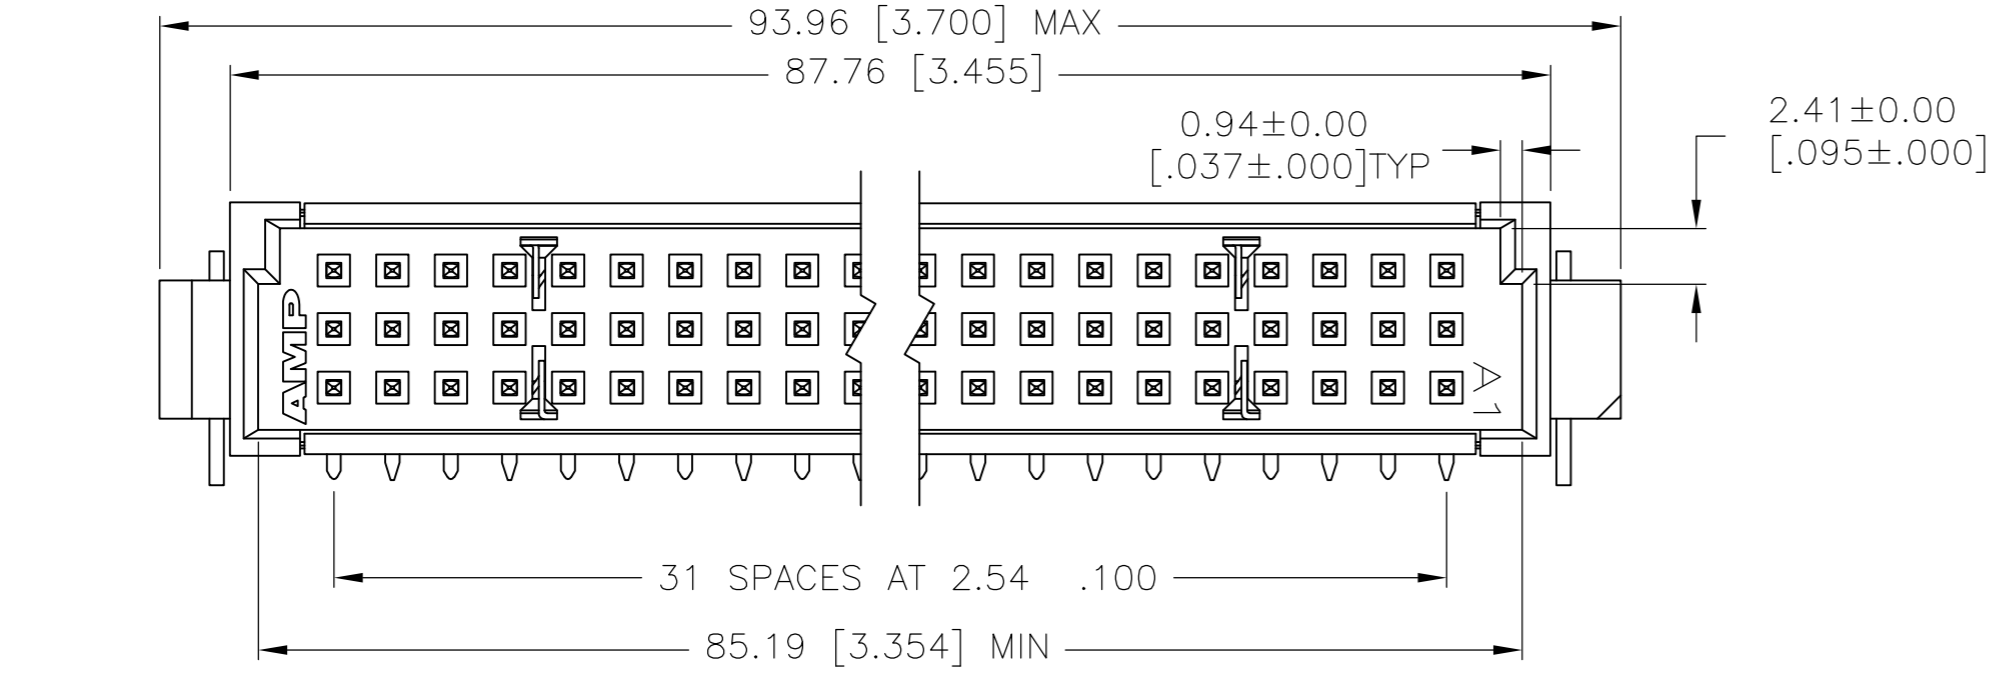 93.96 [3.700] MAX
87.76 [3.455]
0.94±0.00
[.037±.000]TYP
2.41±0.00
[.095±.000]
AMP
A1
31 SPACES AT 2.54 .100
85.19 [3.354] MIN